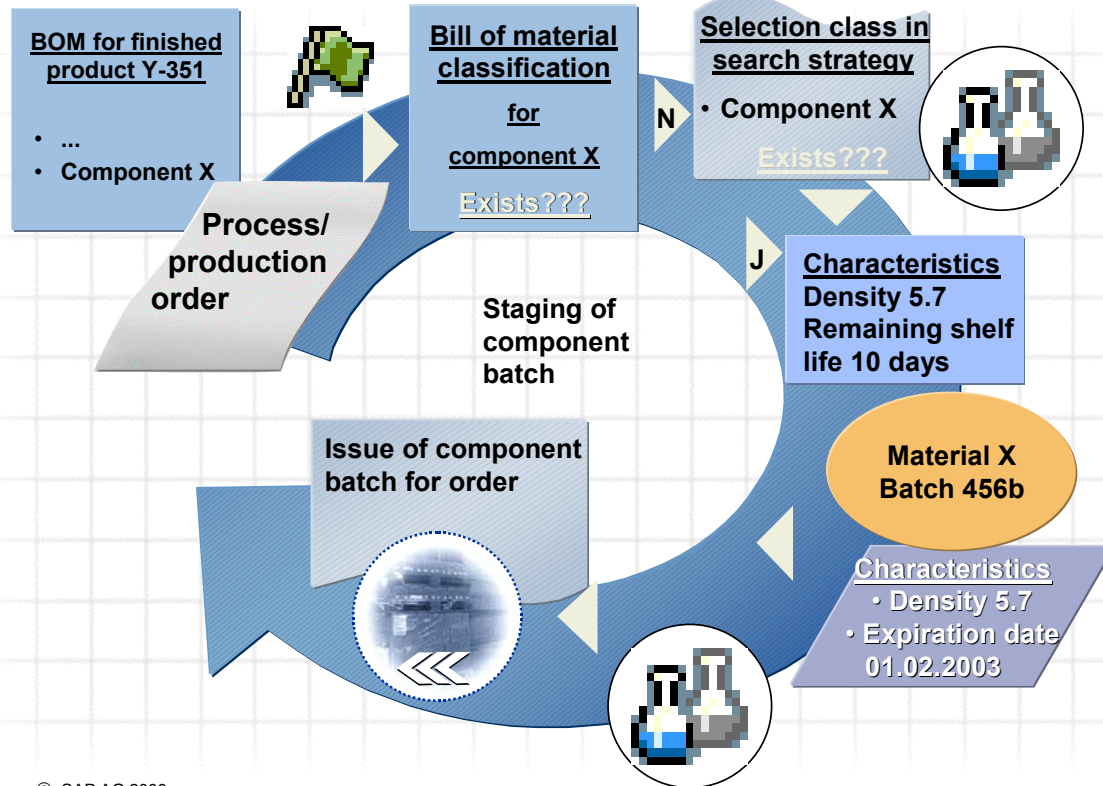 BOM for finished
product Y-351
• ...
• Component X
Process/
production
order
Bill of material
classification
for
component X
Exists???
N
Selection class in
search strategy
• Component X
Exists???
J
Characteristics
Density 5.7
Remaining shelf
life 10 days
Staging of
component
batch
Material X
Batch 456b
Characteristics
• Density 5.7
• Expiration date
01.02.2003
Issue of component
batch for order
© SAP AG